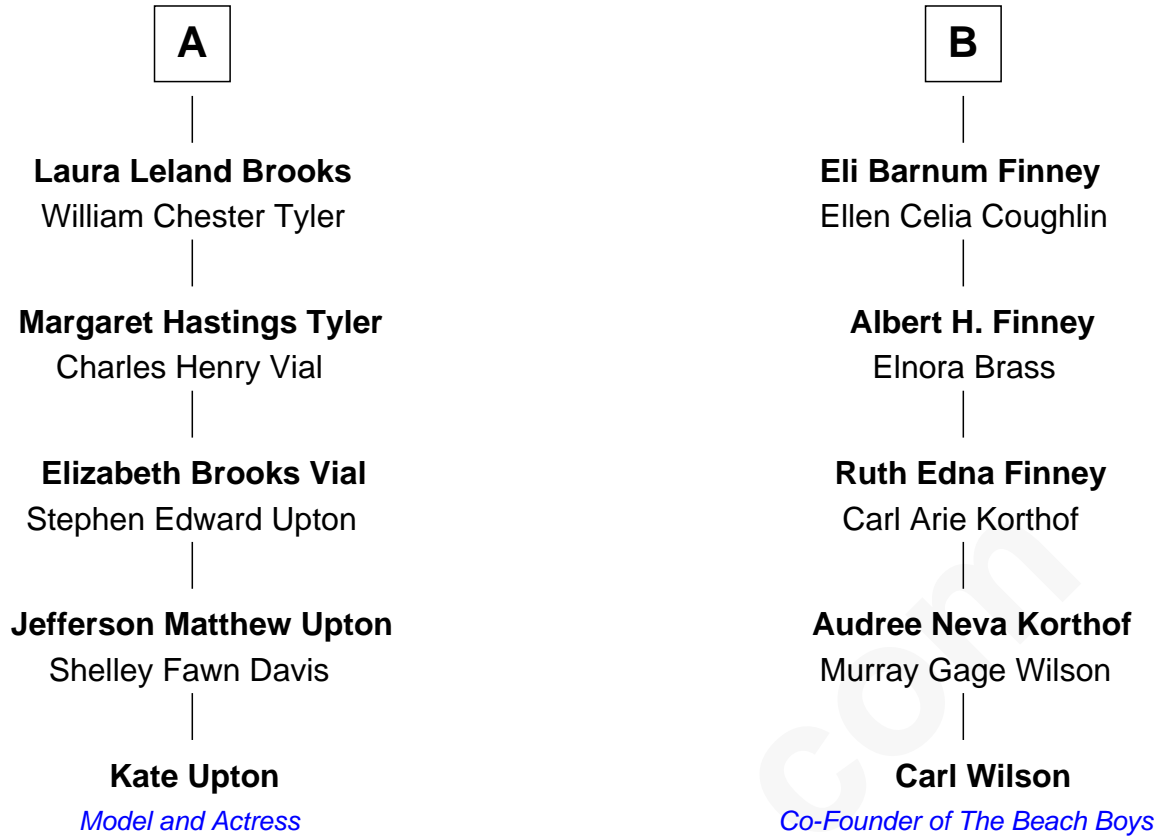 A
Laura Leland Brooks
William Chester Tyler
Margaret Hastings Tyler
Charles Henry Vial
Elizabeth Brooks Vial
Stephen Edward Upton
Jefferson Matthew Upton
Shelley Fawn Davis
Kate Upton
Model and Actress
B
Eli Barnum Finney
Ellen Celia Coughlin
Albert H. Finney
Elnora Brass
Ruth Edna Finney
Carl Arie Korthof
Audree Neva Korthof
Murray Gage Wilson
Carl Wilson
Co-Founder of The Beach Boys
com